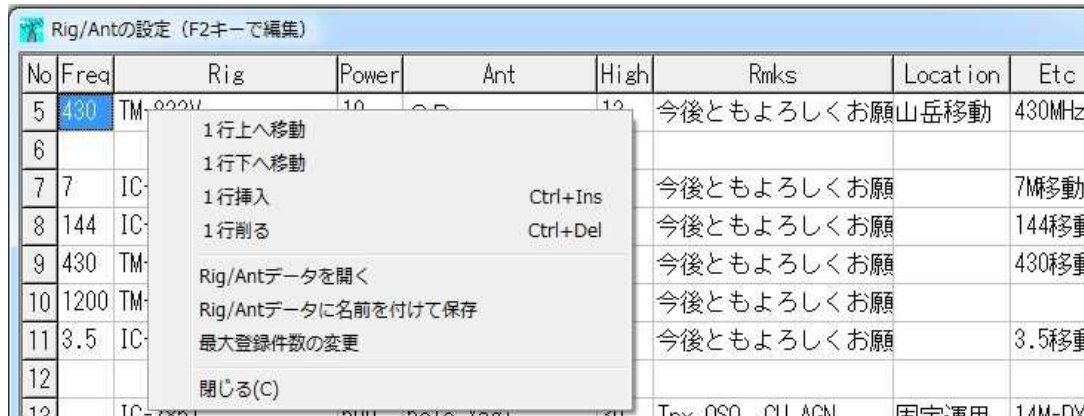 Rig/Antの設定 (F2キーで編集)
No Freq Rig Power Ant High Rmks Location Etc
5 430 今後ともよろしくお願 山岳移動 430MHz
1行上へ移動
6
1行下へ移動
7 7 IC- 今後ともよろしくお願 7M移動
1行挿入 Ctrl+Ins
8 144 IC- 今後ともよろしくお願 144移動
1行削る Ctrl+Del
9 430 TM- 今後ともよろしくお願 430移動
Rig/Antデータを開く
10 1200 TM- 今後ともよろしくお願
Rig/Antデータに名前を付けて保存
11 3.5 IC- 今後ともよろしくお願 3.5移動
最大登録件数の変更
12
閉じる(C)